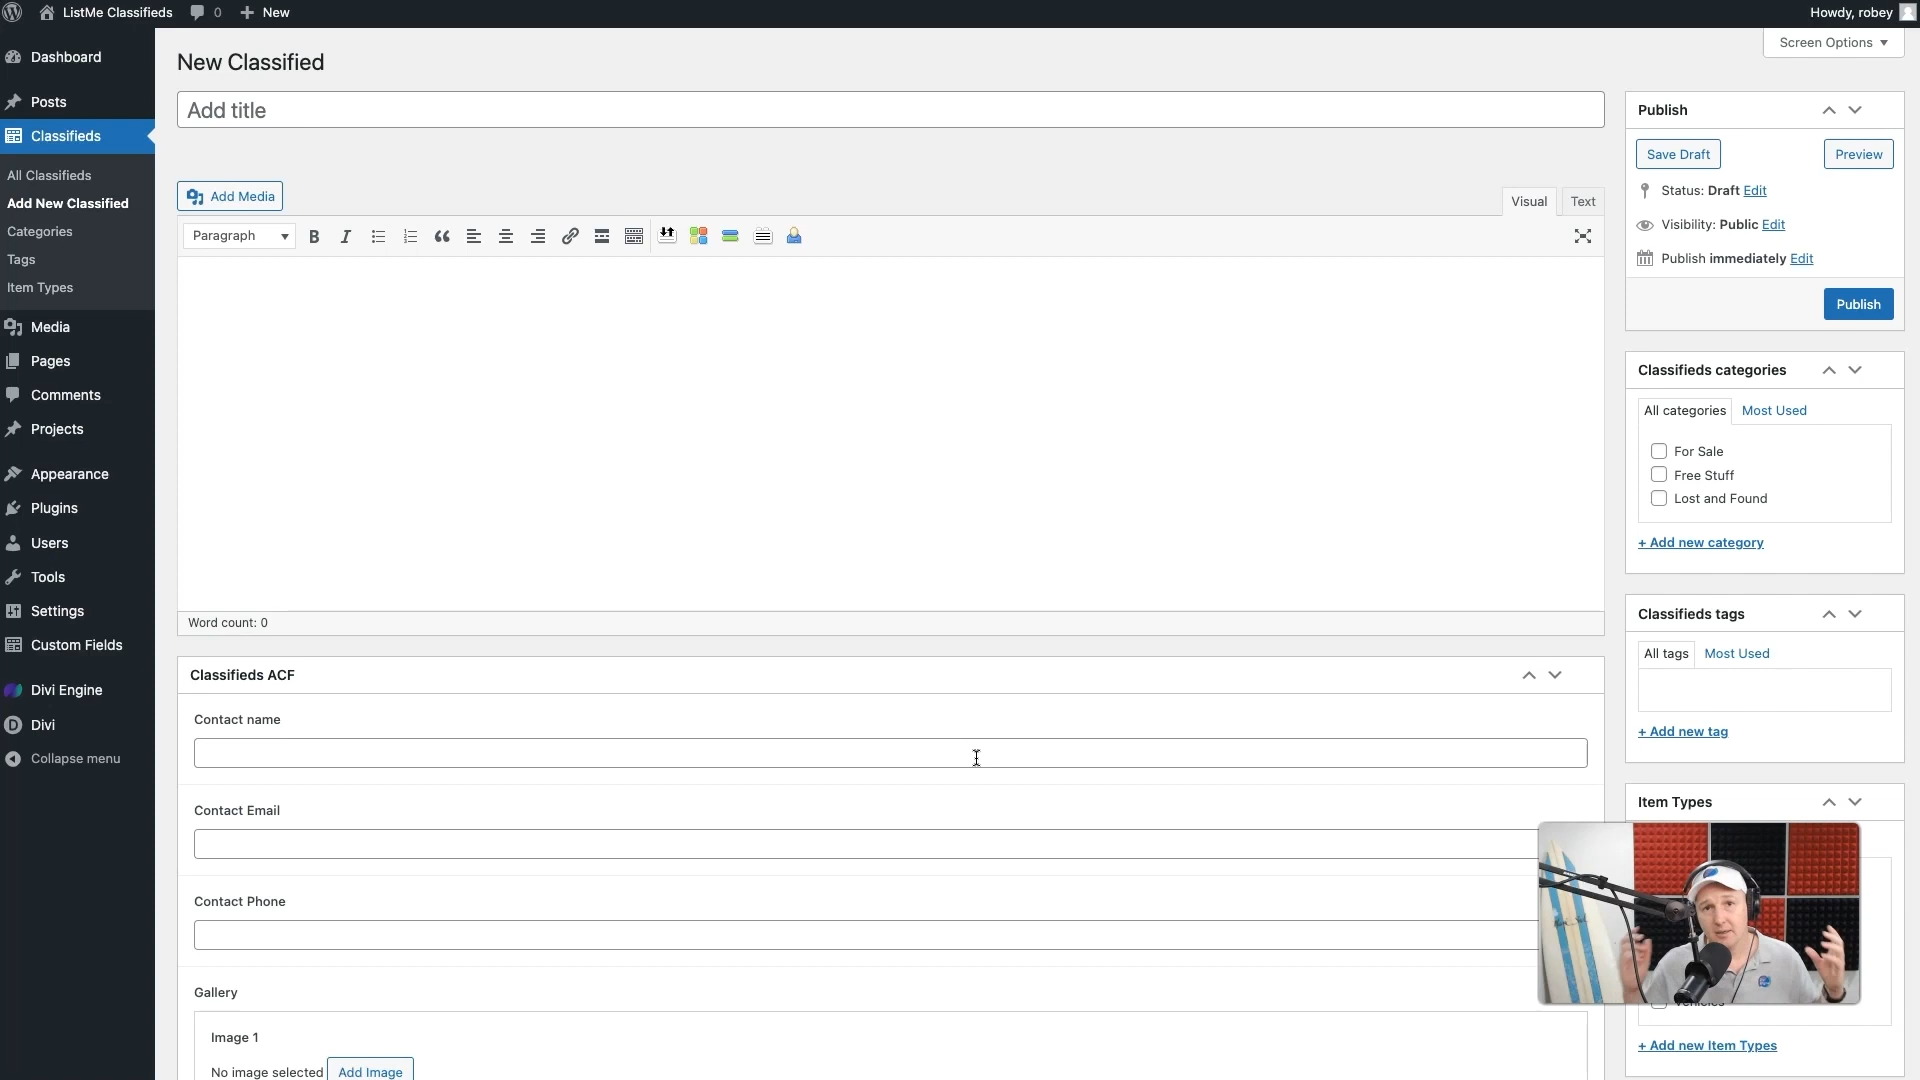 ListMe Classifieds
0
New
Howdy, robey
Screen Options
Dashboard
Posts
Classifieds
All Classifieds
Add New Classified
Categories
Tags
Item Types
Media
Pages
Comments
Projects
Appearance
Plugins
Users
Tools
Settings
Custom Fields
Divi Engine
Divi
Collapse menu
New Classified
Add title
Add Media
Visual
Text
Paragraph
Word count: 0
Classifieds ACF
Contact name
Contact Email
Contact Phone
Gallery
Image 1
No image selected
Add Image
Publish
Save Draft
Preview
Status: Draft Edit
Visibility: Public Edit
Publish immediately Edit
Publish
Classifieds categories
All categories
Most Used
For Sale
Free Stuff
Lost and Found
+ Add new category
Classifieds tags
All tags
Most Used
+ Add new tag
Item Types
+ Add new Item Types